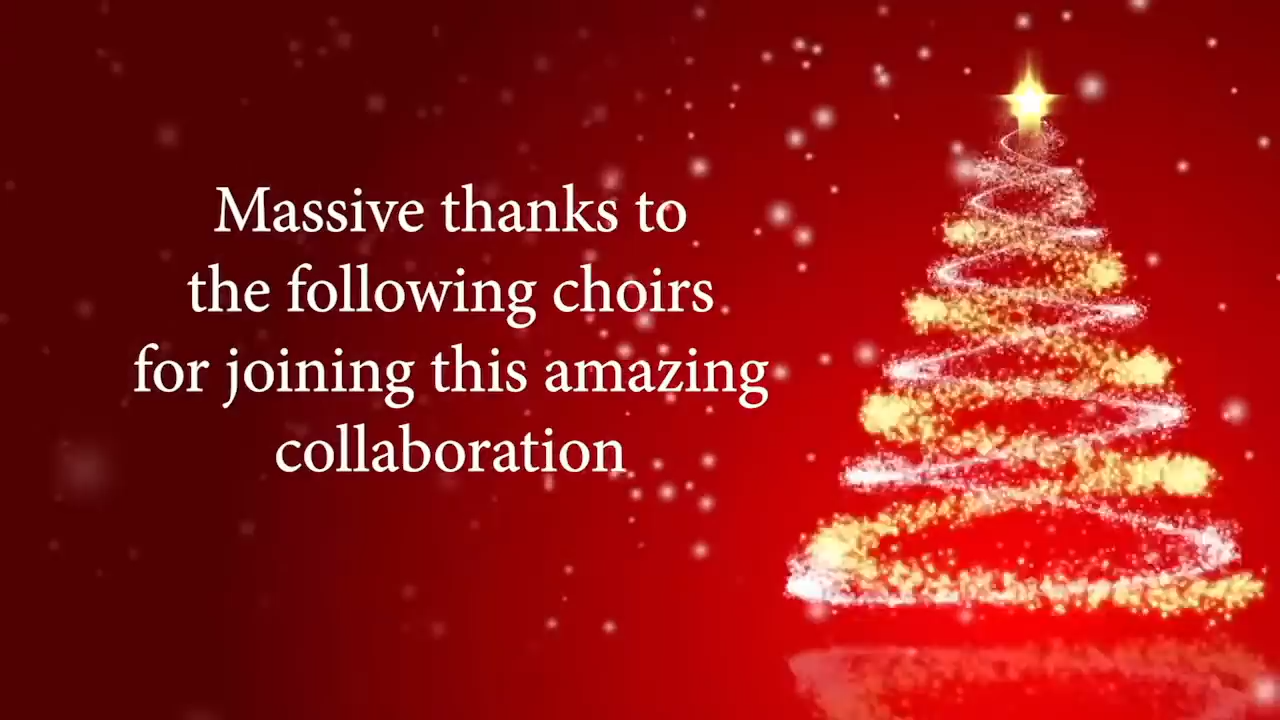 Massive thanks to
the following choirs
for joining this amazing
collaboration